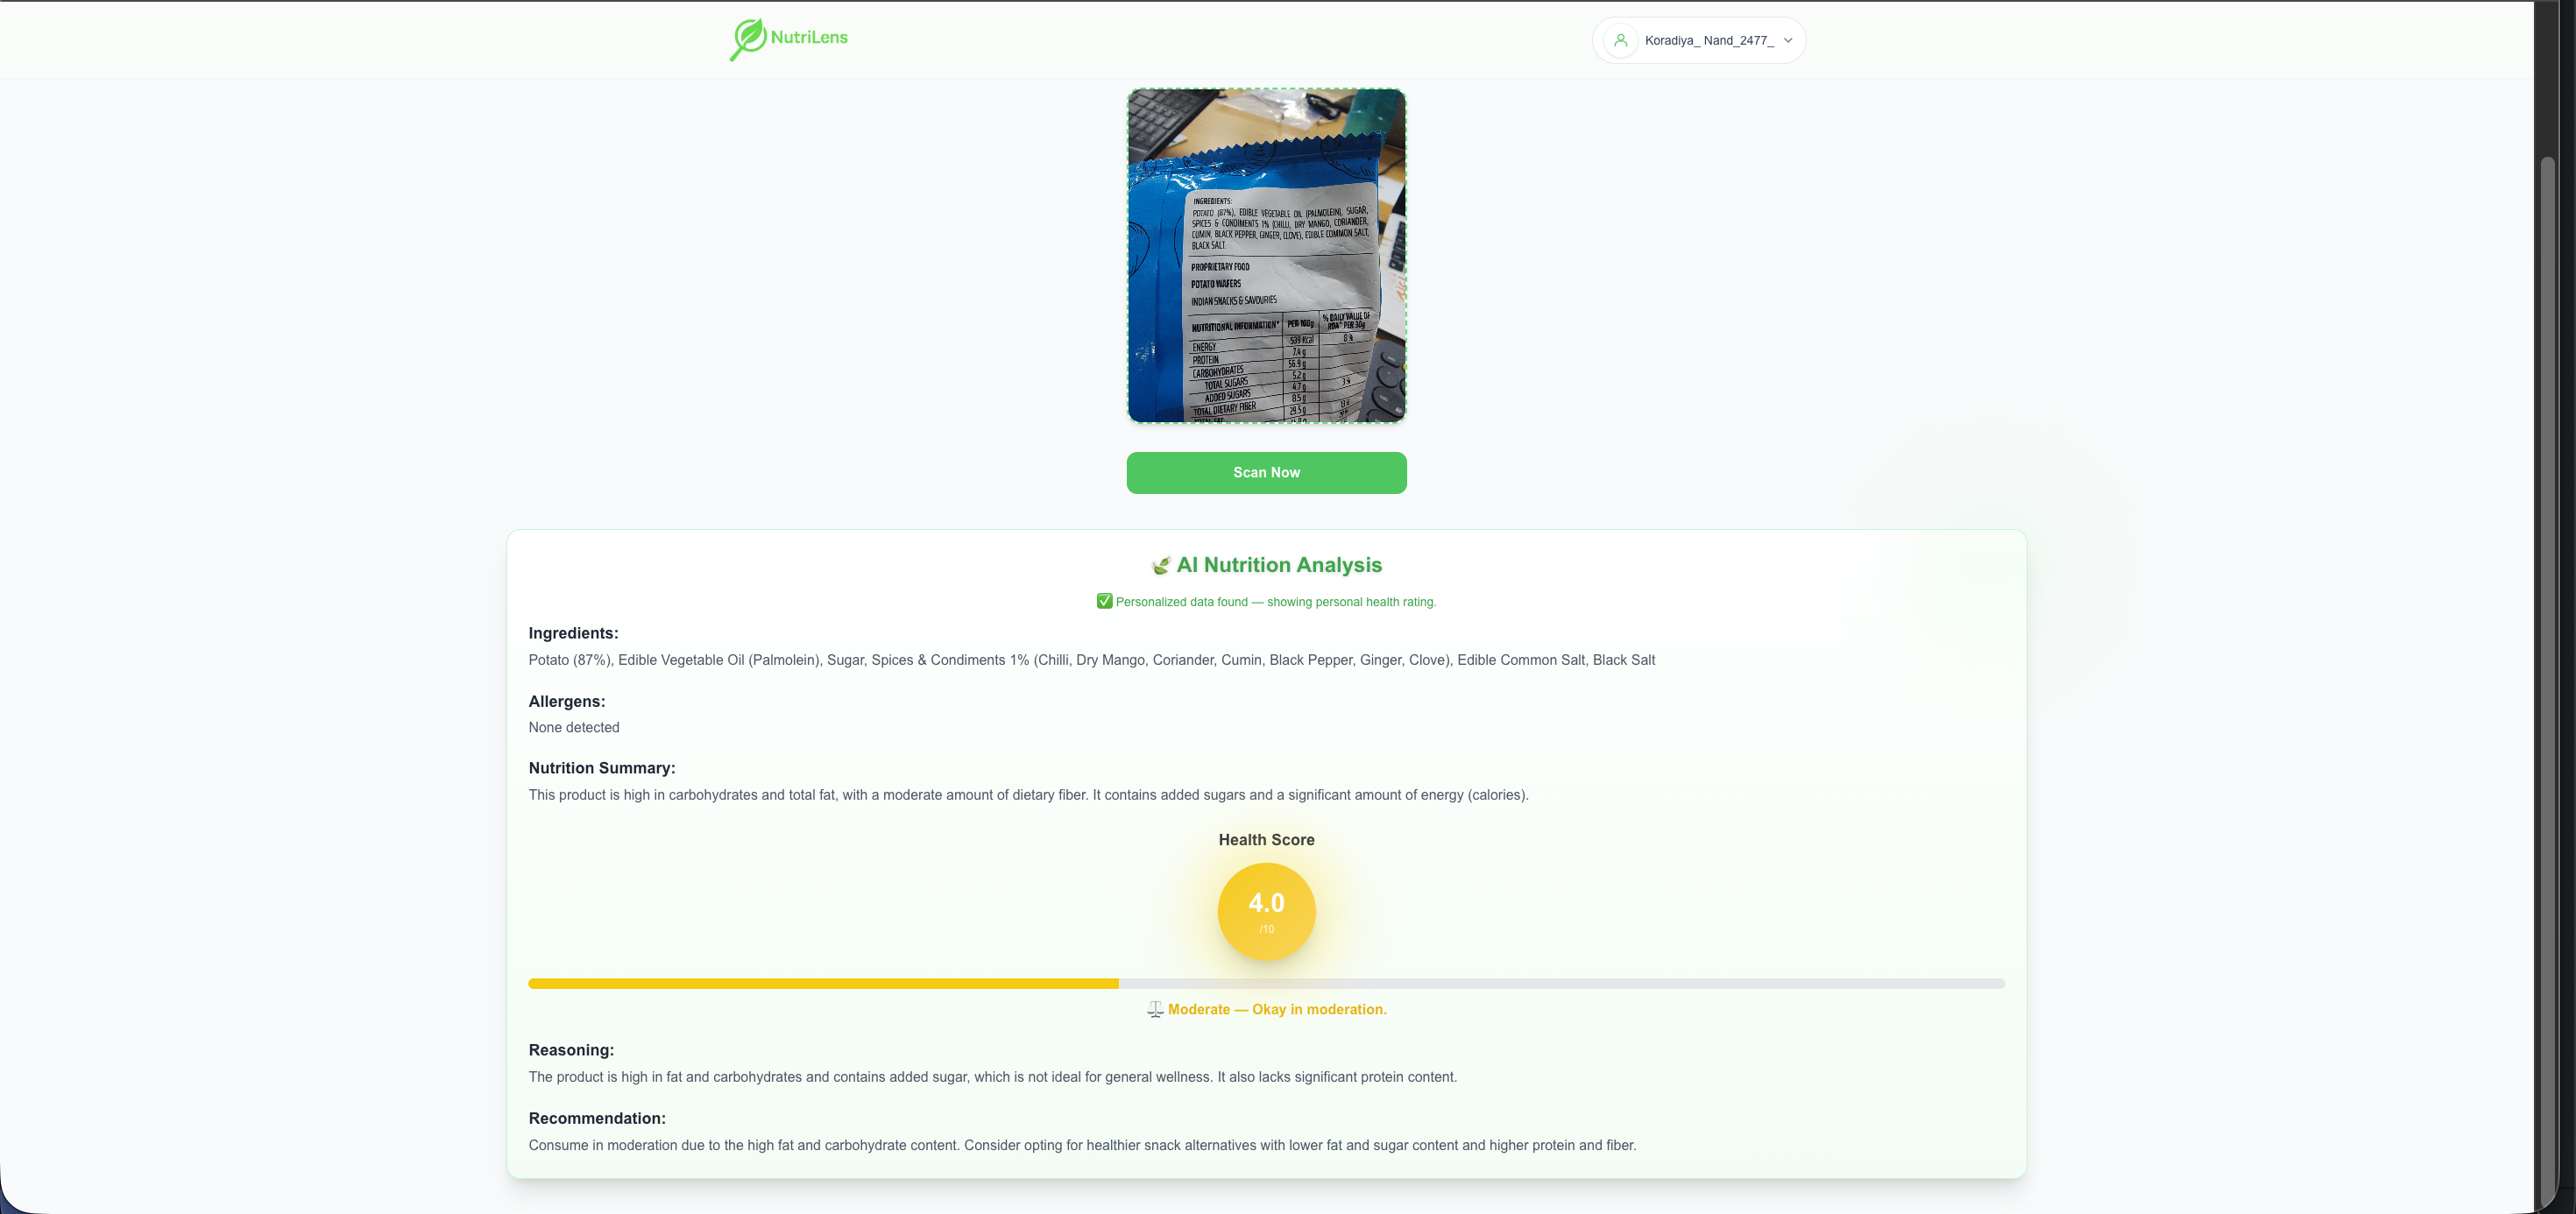 NutriLens
Koradiya_ Nand_2477_
INGREDIENTS:
POTATO (87%), EDIBLE VEGETABLE OIL (PALMOLEIN), SUGAR,
SPICES & CONDIMENTS 1% (CHILLI, DRY MANGO, CORIANDER,
CUMIN, BLACK PEPPER, GINGER, CLOVE), EDIBLE COMMON SALT,
BLACK SALT.
PROPRIETARY FOOD
POTATO WAFERS
INDIAN SNACKS & SAVOURIES
NUTRITIONAL INFORMATION* PER 100g % DAILY VALUE OF RDA* PER 30g
ENERGY 539 Kcal 8%
PROTEIN 7.4 g
CARBOHYDRATES 56.9 g
TOTAL SUGARS 5.2 g
ADDED SUGARS 4.7 g 3%
TOTAL DIETARY FIBER 8.5 g
29.5 g
Scan Now
AI Nutrition Analysis
Personalized data found — showing personal health rating.
Ingredients:
Potato (87%), Edible Vegetable Oil (Palmolein), Sugar, Spices & Condiments 1% (Chilli, Dry Mango, Coriander, Cumin, Black Pepper, Ginger, Clove), Edible Common Salt, Black Salt
Allergens:
None detected
Nutrition Summary:
This product is high in carbohydrates and total fat, with a moderate amount of dietary fiber. It contains added sugars and a significant amount of energy (calories).
Health Score
4.0
/10
Moderate — Okay in moderation.
Reasoning:
The product is high in fat and carbohydrates and contains added sugar, which is not ideal for general wellness. It also lacks significant protein content.
Recommendation:
Consume in moderation due to the high fat and carbohydrate content. Consider opting for healthier snack alternatives with lower fat and sugar content and higher protein and fiber.